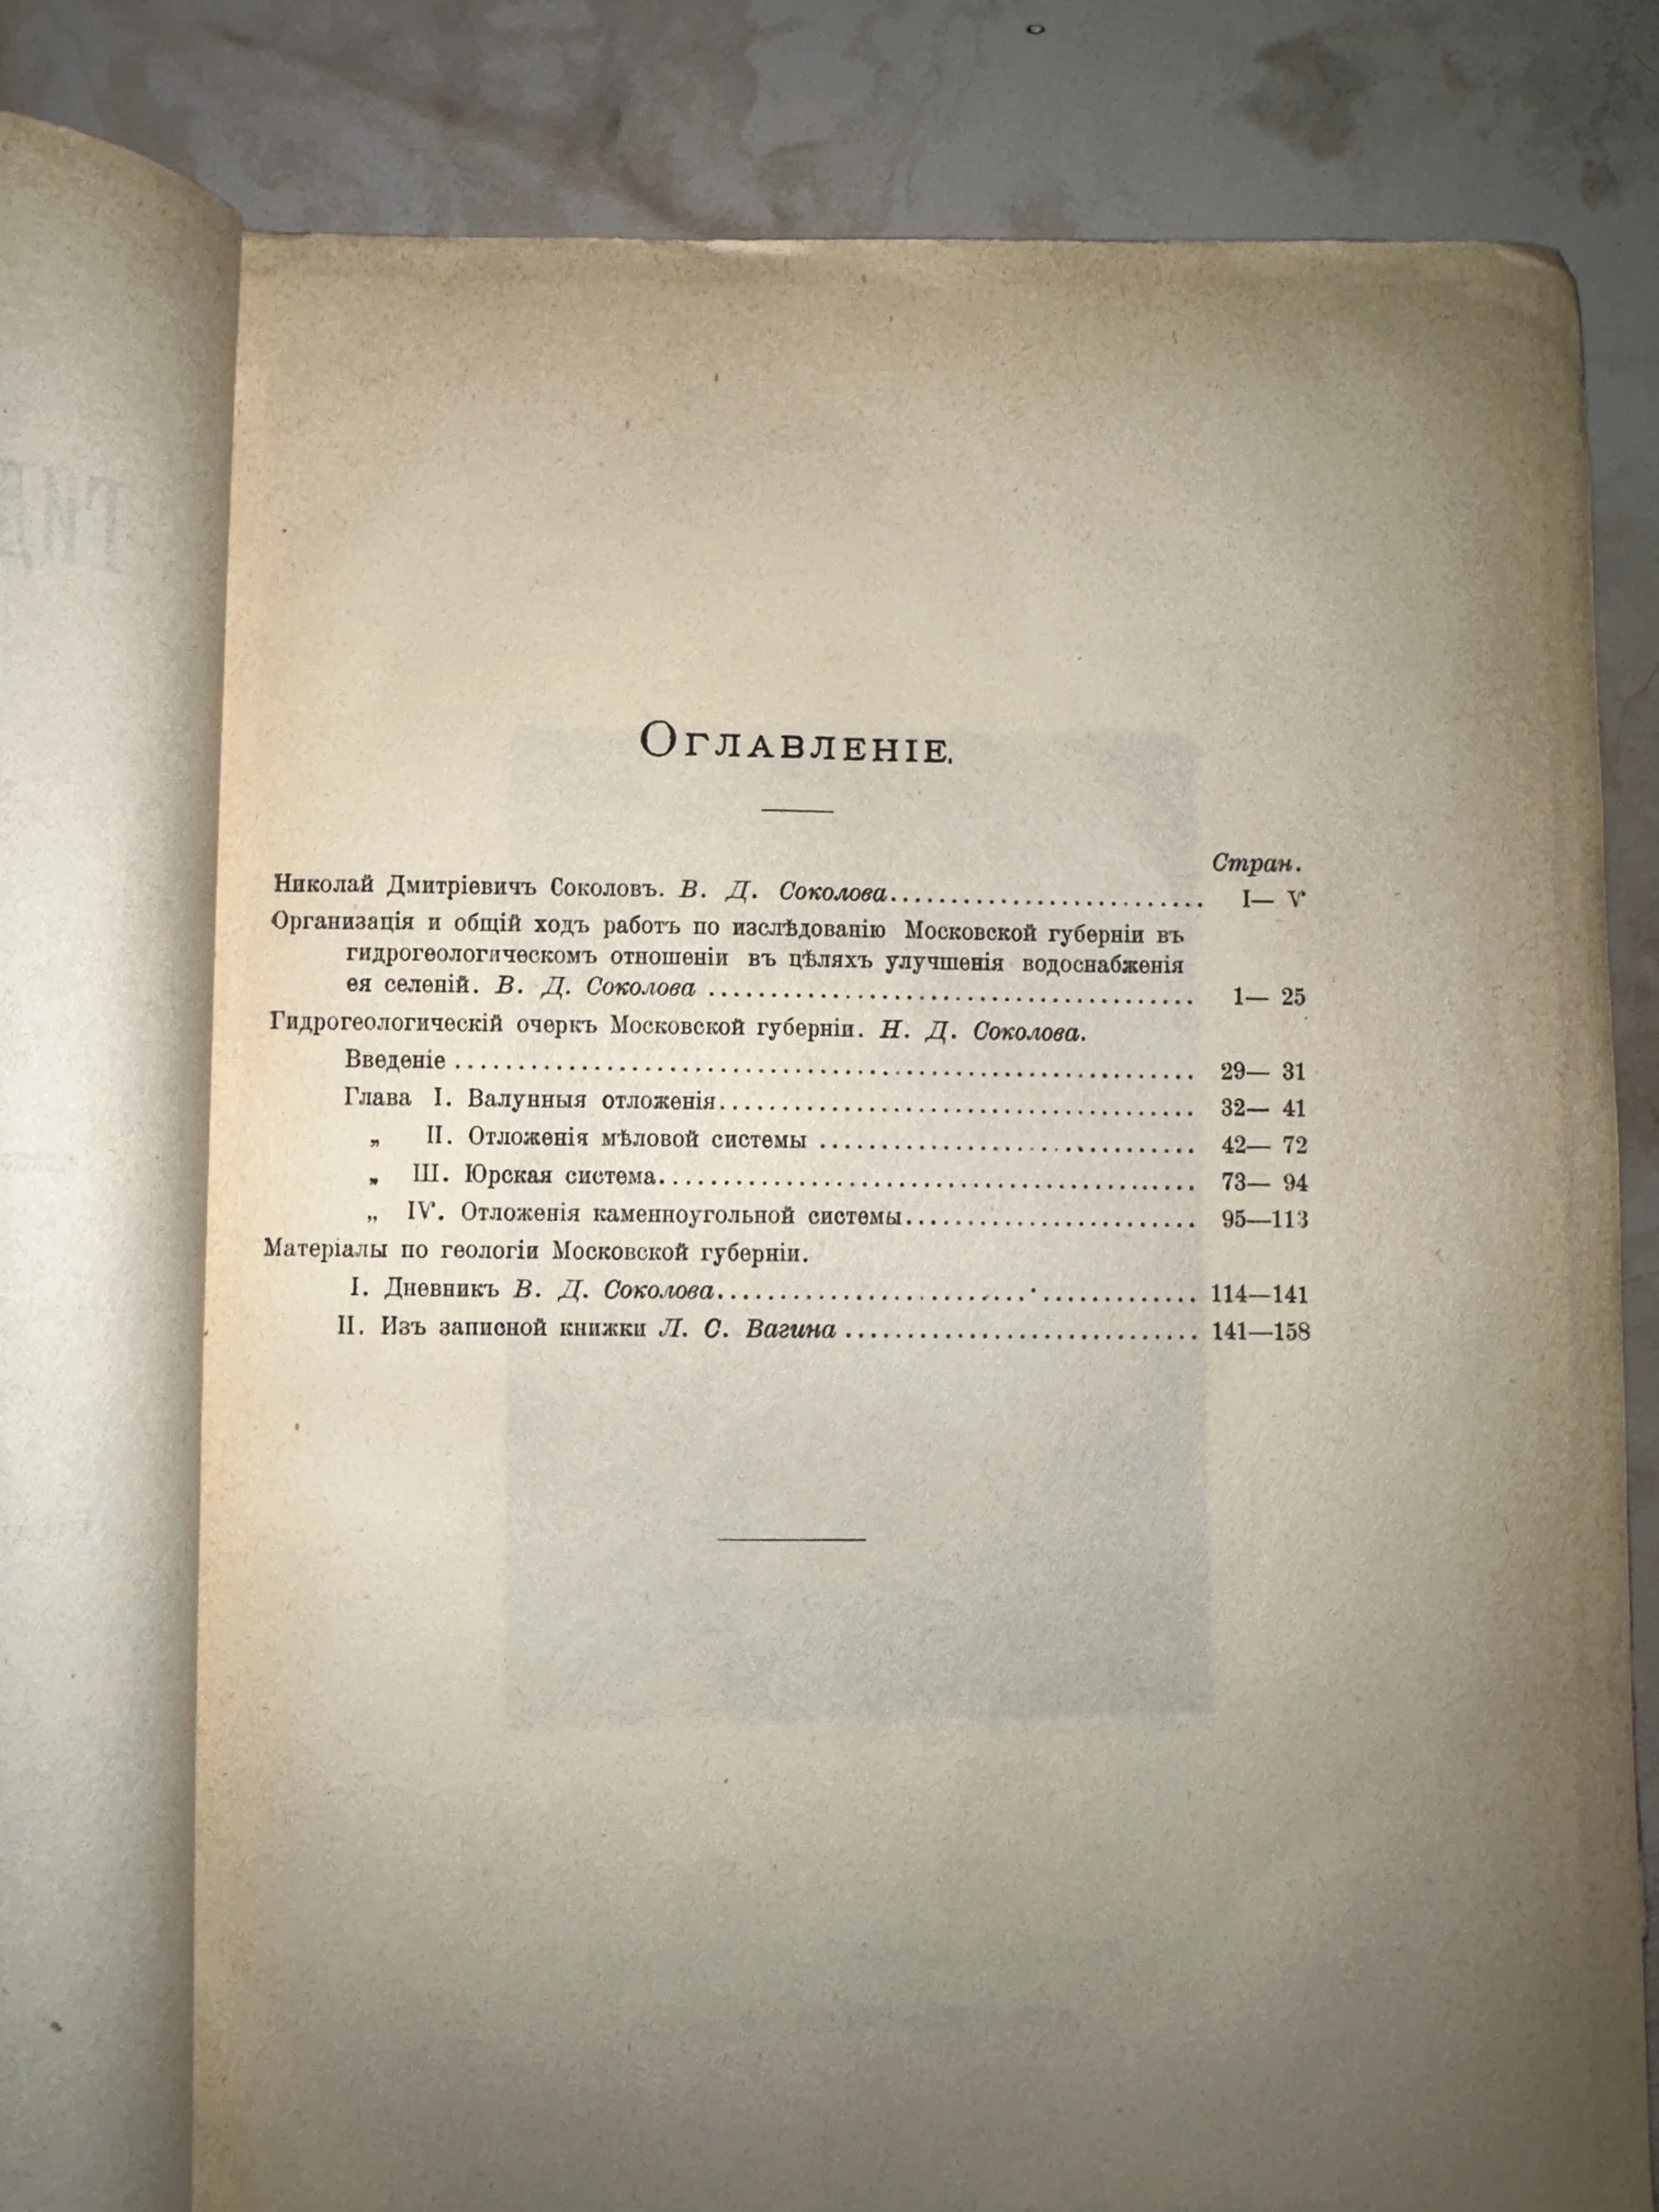 Оглавленіе.
Стран.
Николай Дмитріевичъ Соколовъ. В. Д. Соколова.......................... I— V
Организація и общій ходъ работъ по изслѣдованію Московской губерніи въ
гидрогеологическомъ отношеніи въ цѣляхъ улучшенія водоснабженія
ея селеній. В. Д. Соколова ........................................ 1— 25
Гидрогеологическій очеркъ Московской губерніи. Н. Д. Соколова.
Введеніе ............................................................. 29— 31
Глава I. Валунныя отложенія....................................... 32— 41
„ II. Отложенія мѣловой системы ............................... 42— 72
„ III. Юрская система............................................ 73— 94
„ IV. Отложенія каменноугольной системы........................ 95—113
Матеріалы по геологіи Московской губерніи.
I. Дневникъ В. Д. Соколова....................................... 114—141
II. Изъ записной книжки Л. С. Вагина ............................. 141—158